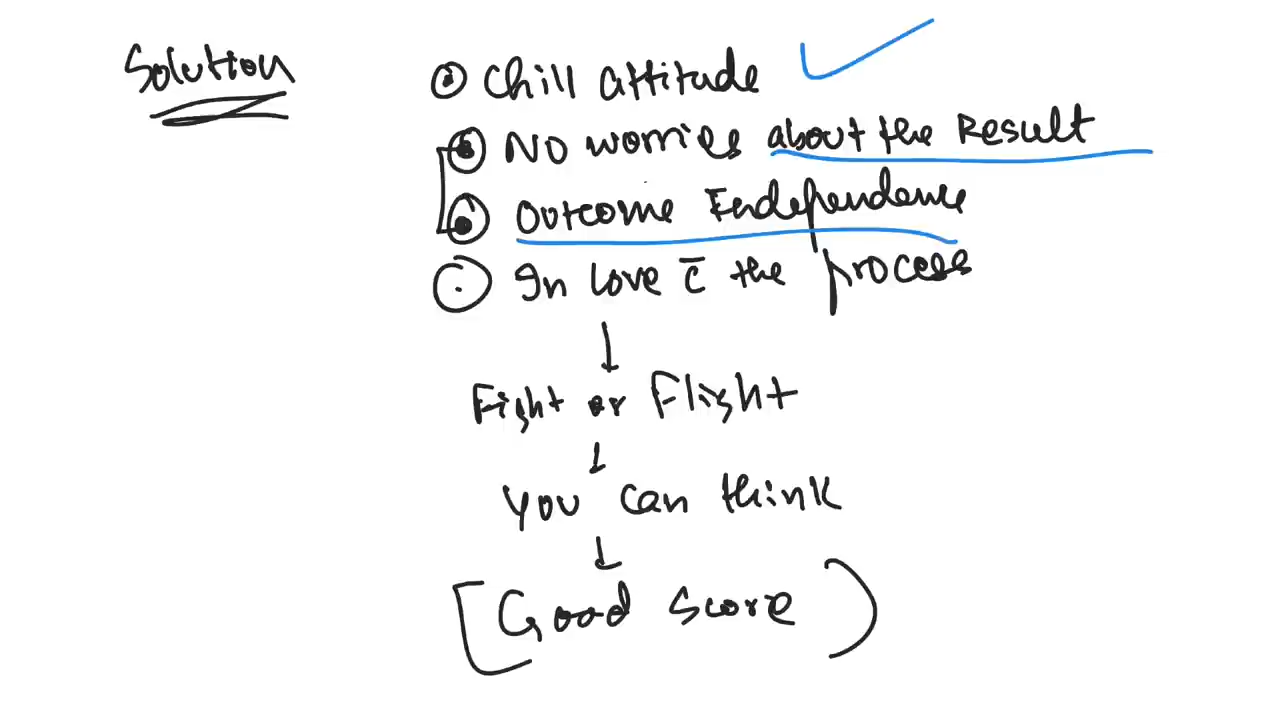 Solution
Chill attitude
No worries about the Result
Outcome Independence
In love c̄ the process
Fight or Flight
You can think
[Good score)